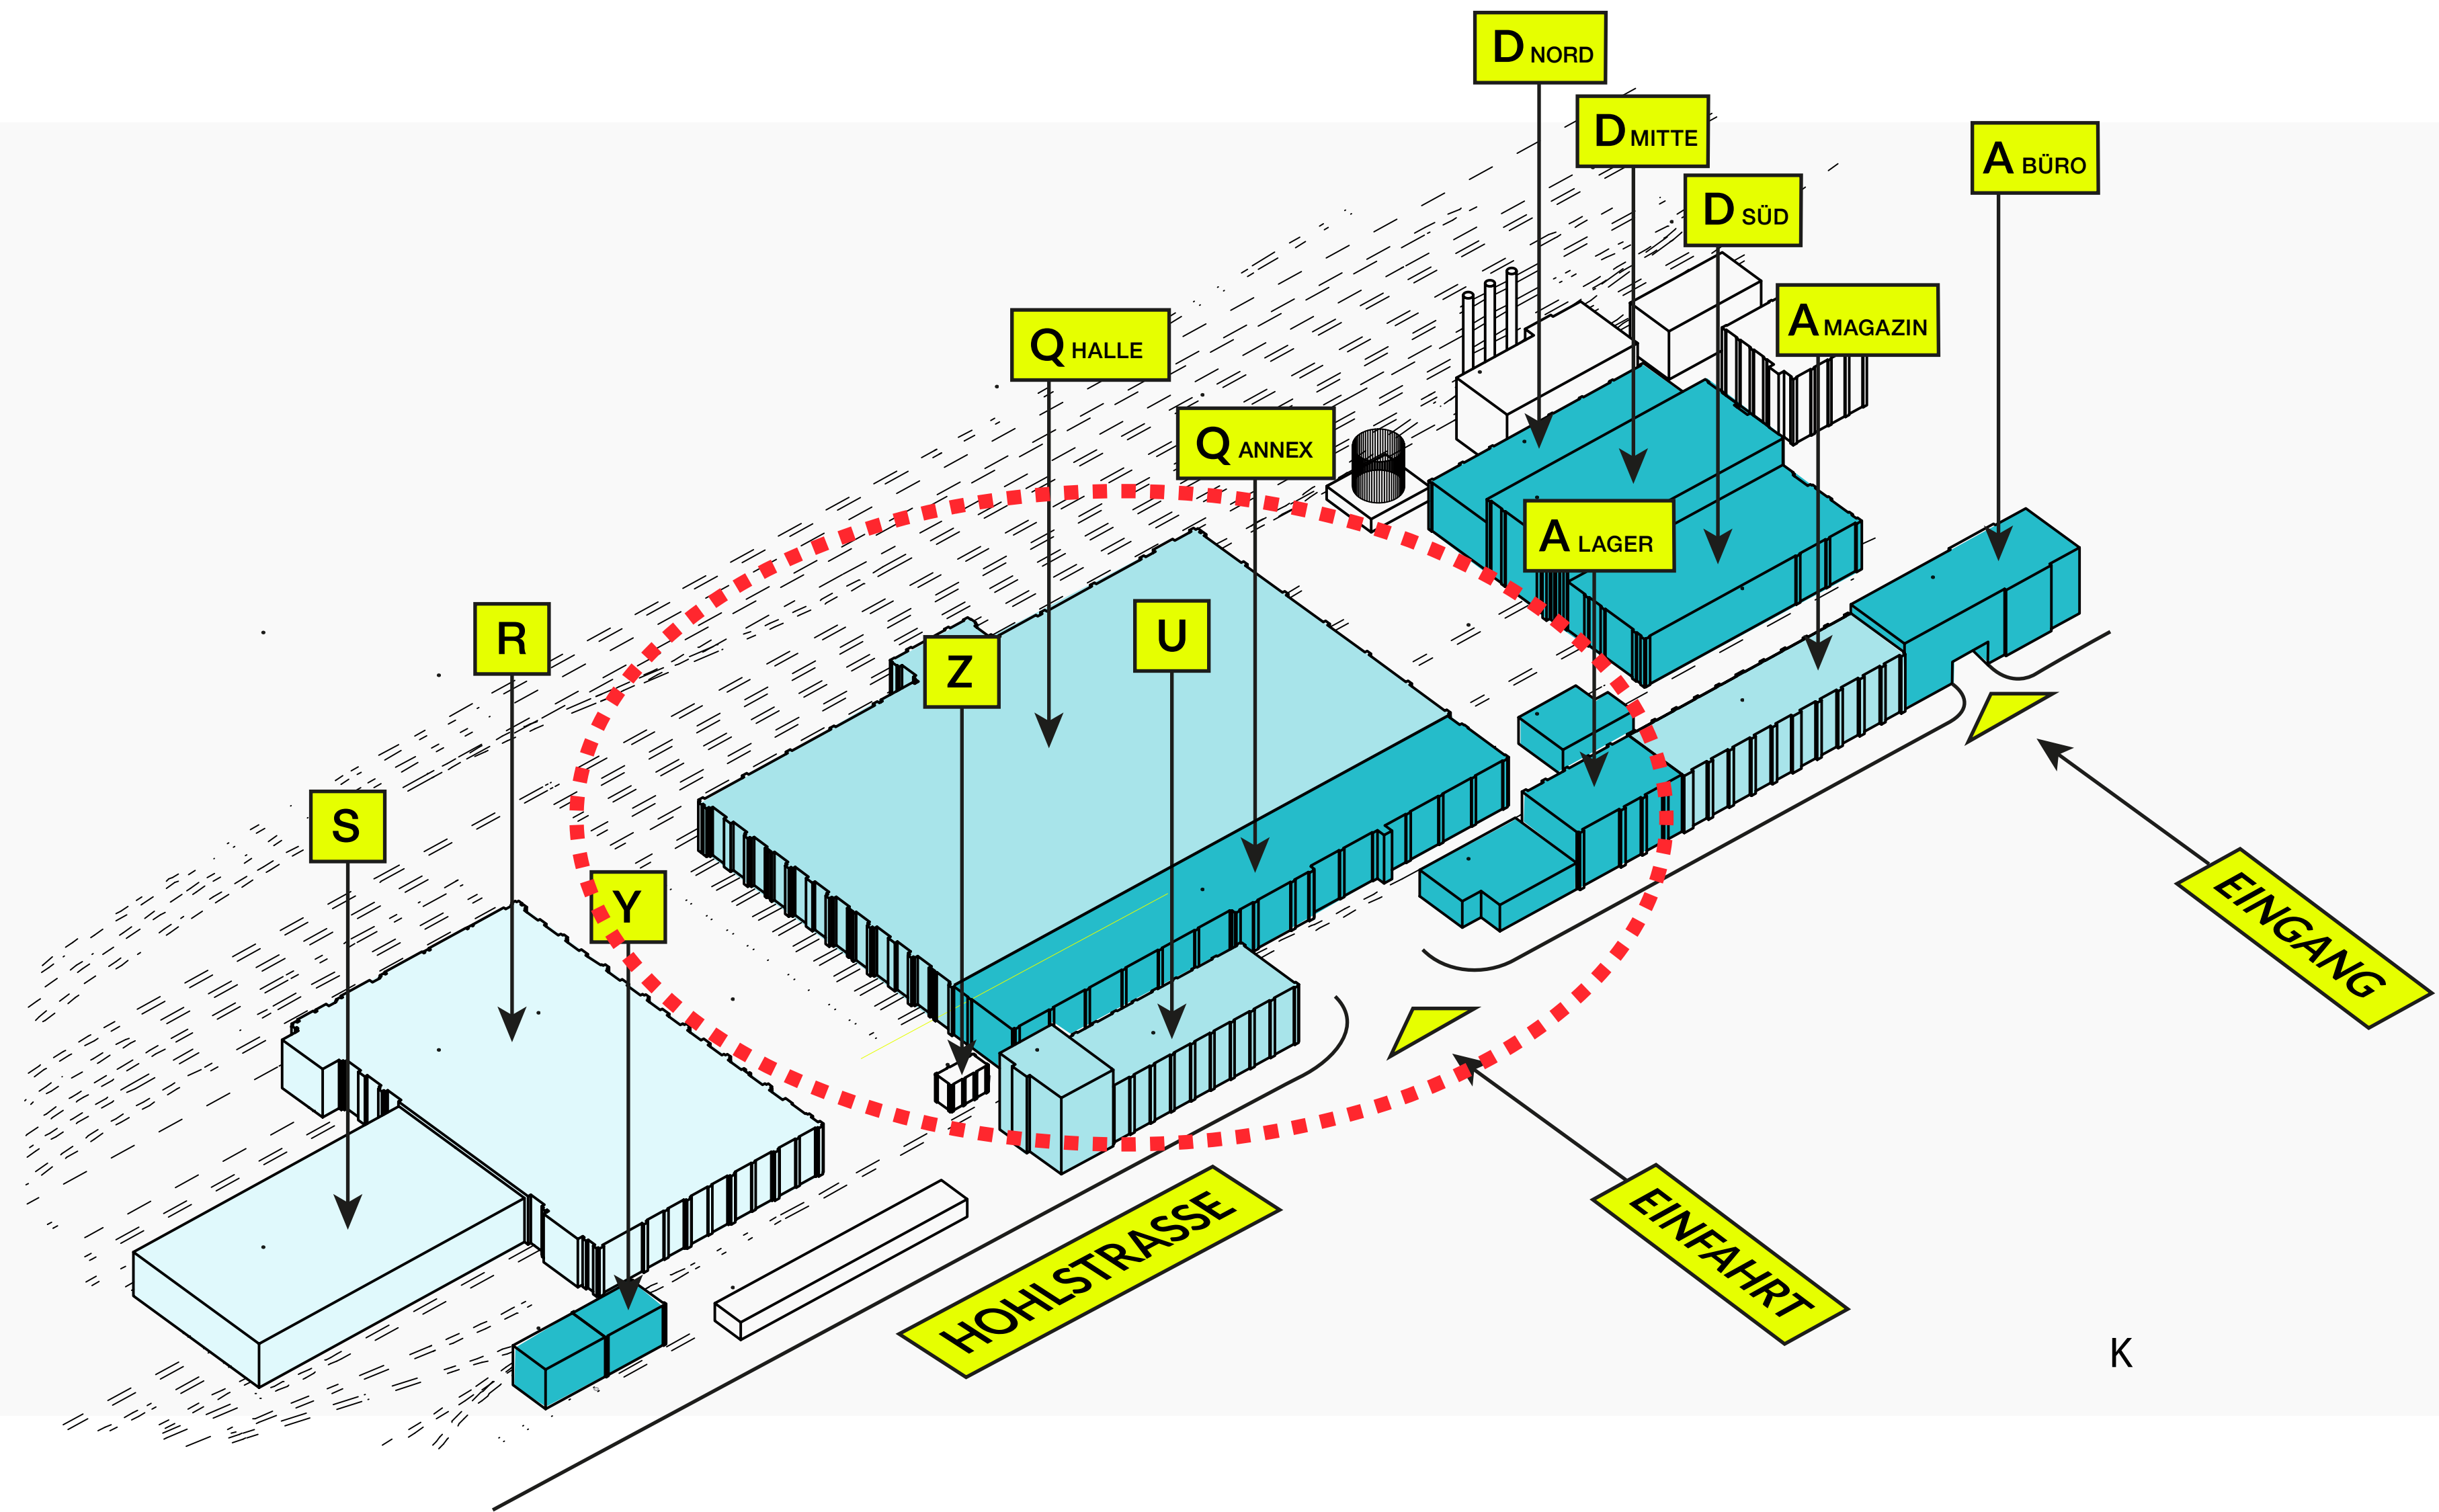 D NORD
D MITTE
A BÜRO
D SÜD
A MAGAZIN
Q HALLE
Q ANNEX
A LAGER
R
Z
U
S
Y
EINGANG
HOHLSTRASSE
EINFAHRT
K